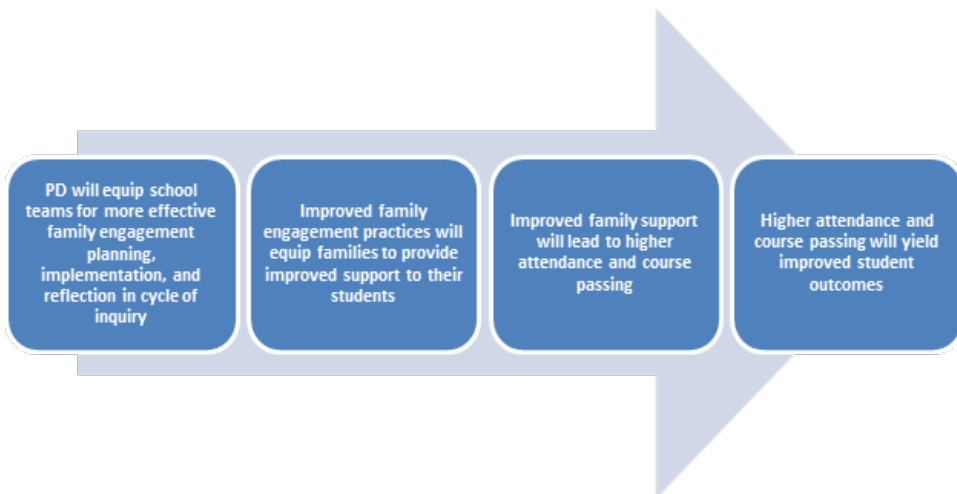 PD will equip school
teams for more effective
family engagement
planning,
implementation, and
reflection in cycle of
inquiry
Improved family
engagement practices will
equip families to provide
improved support to their
students
Improved family support
will lead to higher
attendance and course
passing
Higher attendance and
course passing will yield
improved student
outcomes